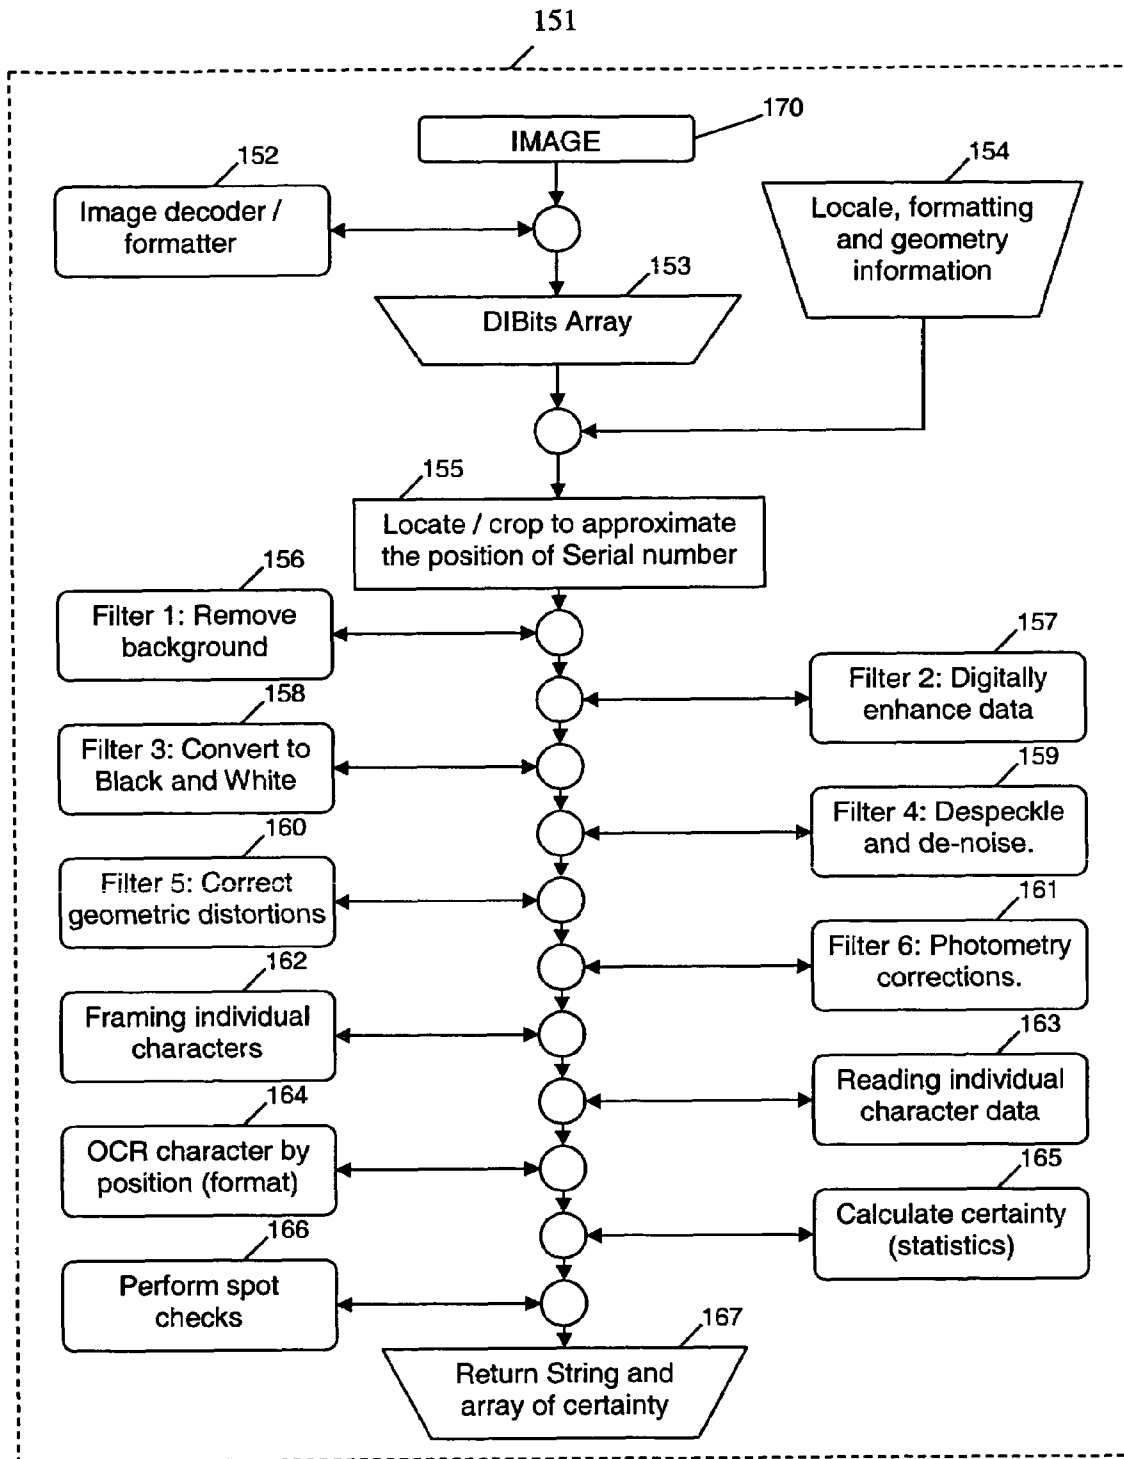 151
170
IMAGE
152
Image decoder /
formatter
154
Locale, formatting
and geometry
information
153
DIBits Array
155
Locate / crop to approximate
the position of Serial number
156
Filter 1: Remove
background
157
Filter 2: Digitally
enhance data
158
Filter 3: Convert to
Black and White
159
Filter 4: Despeckle
and de-noise.
160
Filter 5: Correct
geometric distortions
161
Filter 6: Photometry
corrections.
162
Framing individual
characters
163
Reading individual
character data
164
OCR character by
position (format)
165
Calculate certainty
(statistics)
166
Perform spot
checks
167
Return String and
array of certainty